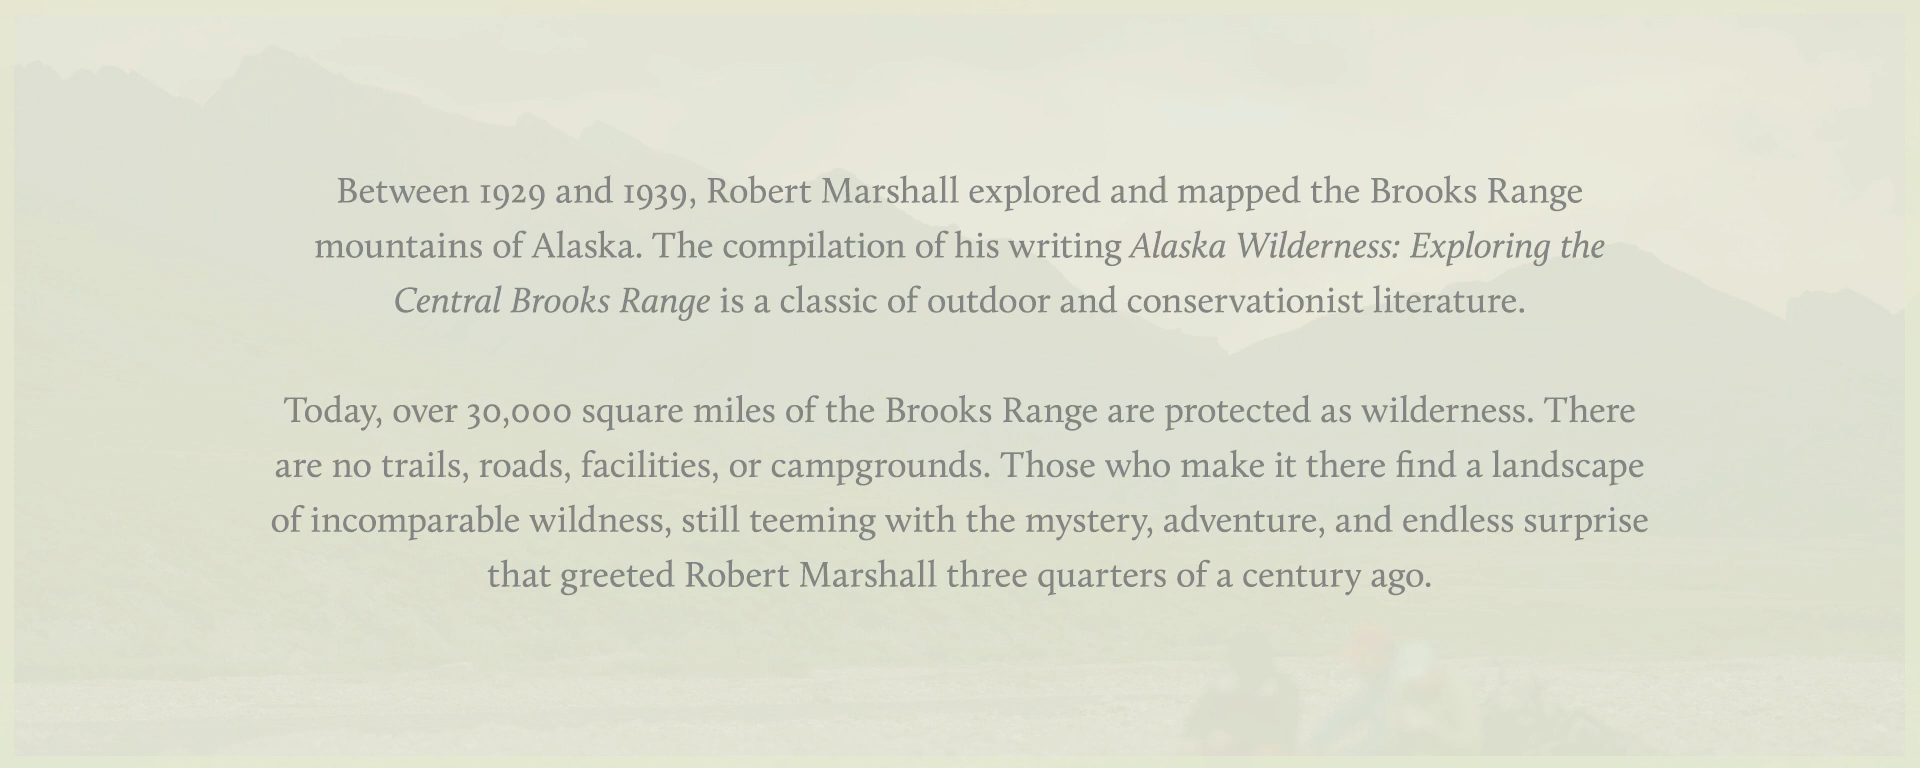 Between 1929 and 1939, Robert Marshall explored and mapped the Brooks Range
mountains of Alaska. The compilation of his writing Alaska Wilderness: Exploring the
Central Brooks Range is a classic of outdoor and conservationist literature.
Today, over 30,000 square miles of the Brooks Range are protected as wilderness. There
are no trails, roads, facilities, or campgrounds. Those who make it there find a landscape
of incomparable wildness, still teeming with the mystery, adventure, and endless surprise
that greeted Robert Marshall three quarters of a century ago.